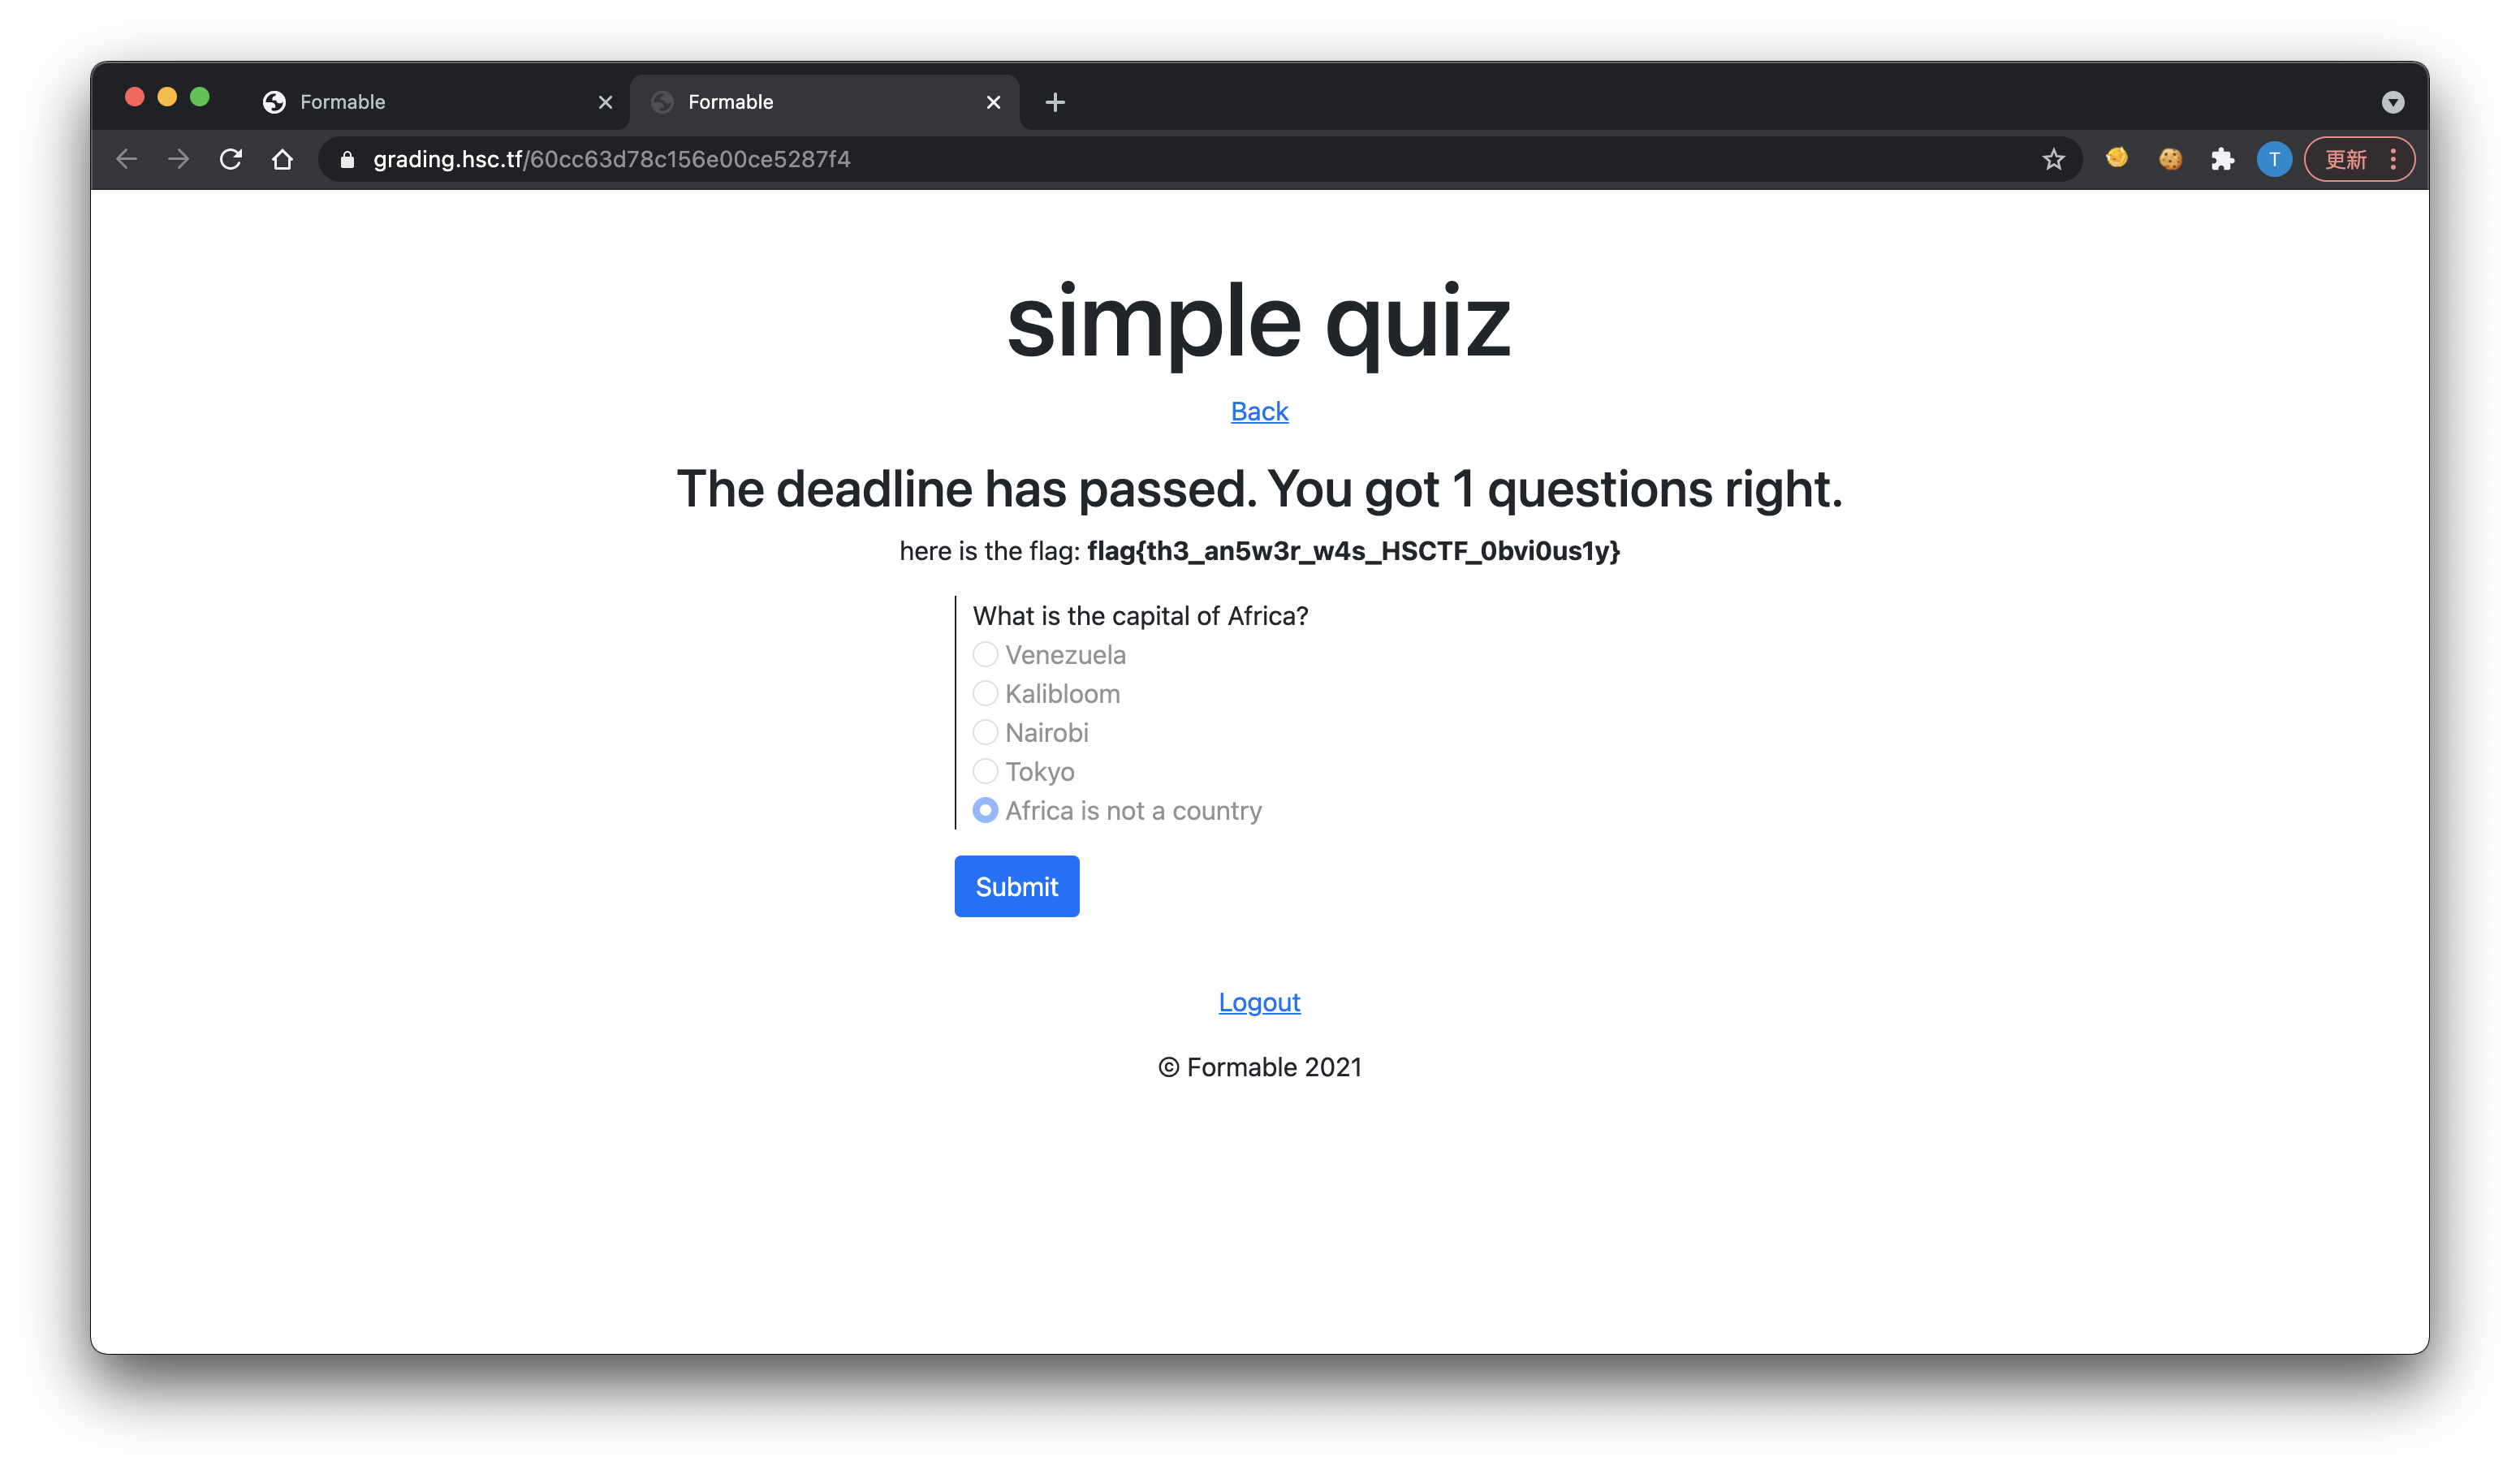 Formable
Formable
grading.hsc.tf/60cc63d78c156e00ce5287f4
T
更新
simple quiz
Back
The deadline has passed. You got 1 questions right.
here is the flag: flag{th3_an5w3r_w4s_HSCTF_0bvi0us1y}
What is the capital of Africa?
Venezuela
Kalibloom
Nairobi
Tokyo
Africa is not a country
Submit
Logout
© Formable 2021